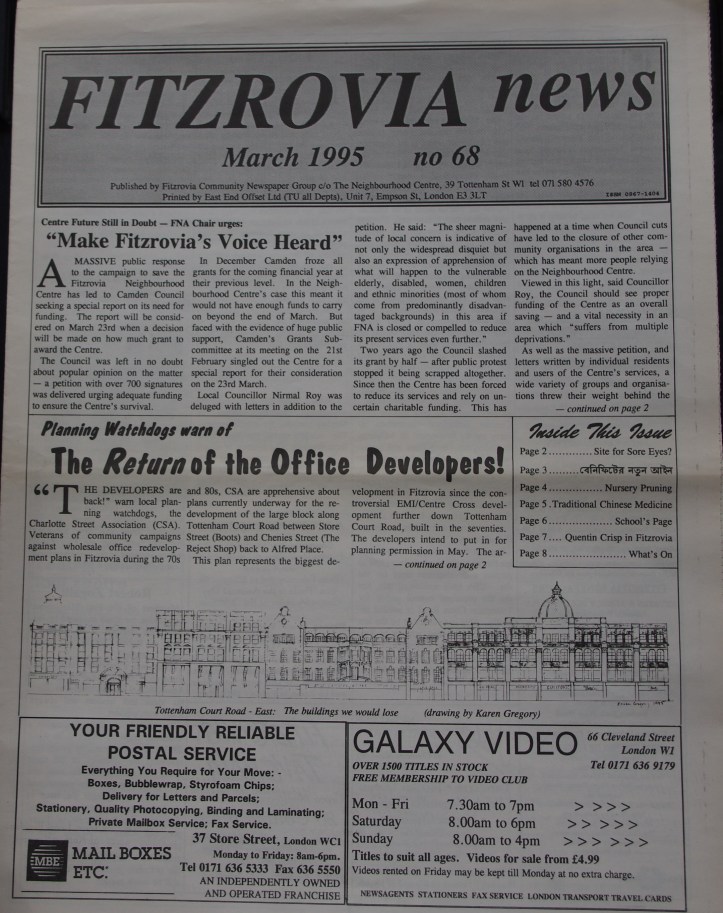 FITZROVIA news
March 1995 no 68
Published by Fitzrovia Community Newspaper Group c/o The Neighbourhood Centre, 39 Tottenham St W1 tel 071 580 4576
Printed by East End Offset Ltd (TU all Depts), Unit 7, Empson St, London E3 3LT
ISSN 0967-1404
Centre Future Still in Doubt — FNA Chair urges:
“Make Fitzrovia's Voice Heard”
A MASSIVE public response
to the campaign to save the
Fitzrovia Neighbourhood
Centre has led to Camden Council
seeking a special report on its need for
funding. The report will be consid-
ered on March 23rd when a decision
will be made on how much grant to
award the Centre.
The Council was left in no doubt
about popular opinion on the matter
— a petition with over 700 signatures
was delivered urging adequate funding
to ensure the Centre's survival.
In December Camden froze all
grants for the coming financial year at
their previous level. In the Neigh-
bourhood Centre's case this meant it
would not have enough funds to carry
on beyond the end of March. But
faced with the evidence of huge public
support, Camden's Grants Sub-
committee at its meeting on the 21st
February singled out the Centre for a
special report for their consideration
on the 23rd March.
Local Councillor Nirmal Roy was
deluged with letters in addition to the
petition. He said: “The sheer magni-
tude of local concern is indicative of
not only the widespread disquiet but
also an expression of apprehension of
what will happen to the vulnerable
elderly, disabled, women, children
and ethnic minorities (most of whom
come from predominantly disadvan-
taged backgrounds) in this area if
FNA is closed or compelled to reduce
its present services even further.”
Two years ago the Council slashed
its grant by half — after public protest
stopped it being scrapped altogether.
Since then the Centre has been forced
to reduce its services and rely on un-
certain charitable funding. This has
happened at a time when Council cuts
have led to the closure of other com-
munity organisations in the area —
which has meant more people relying
on the Neighbourhood Centre.
Viewed in this light, said Councillor
Roy, the Council should see proper
funding of the Centre as an overall
saving — and a vital necessity in an
area which “suffers from multiple
deprivations.”
As well as the massive petition, and
letters written by individual residents
and users of the Centre's services, a
wide variety of groups and organisa-
tions threw their weight behind the
— continued on page 2
Planning Watchdogs warn of
The Return of the Office Developers!
“THE DEVELOPERS are
back!” warn local plan-
ning watchdogs, the
Charlotte Street Association (CSA).
Veterans of community campaigns
against wholesale office redevelop-
ment plans in Fitzrovia during the 70s
and 80s, CSA are apprehensive about
plans currently underway for the re-
development of the large block along
Tottenham Court Road between Store
Street (Boots) and Chenies Street (The
Reject Shop) back to Alfred Place.
This plan represents the biggest de-
velopment in Fitzrovia since the con-
troversial EMI/Centre Cross devel-
opment further down Tottenham
Court Road, built in the seventies.
The developers intend to put in for
planning permission in May. The ar-
— continued on page 2
Inside This Issue
Page 2 ............. Site for Sore Eyes?
Page 3 ............. বেনিফিটের নতুন আইন
Page 4 ............. Nursery Pruning
Page 5 .Traditional Chinese Medicine
Page 6 ............. School's Page
Page 7 .... Quentin Crisp in Fitzrovia
Page 8 ............. What's On
Tottenham Court Road - East: The buildings we would lose (drawing by Karen Gregory)
YOUR FRIENDLY RELIABLE
POSTAL SERVICE
Everything You Require for Your Move: -
Boxes, Bubblewrap, Styrofoam Chips;
Delivery for Letters and Parcels;
Stationery, Quality Photocopying, Binding and Laminating;
Private Mailbox Service; Fax Service.
MBE
MAIL BOXES
ETC.
37 Store Street, London WC1
Monday to Friday: 8am-6pm.
Tel 0171 636 5333 Fax 636 5550
AN INDEPENDENTLY OWNED
AND OPERATED FRANCHISE
GALAXY VIDEO
66 Cleveland Street
London W1
Tel 0171 636 9179
OVER 1500 TITLES IN STOCK
FREE MEMBERSHIP TO VIDEO CLUB
Mon - Fri 7.30am to 7pm > > > >
Saturday 8.00am to 6pm > > > > >
Sunday 8.00am to 4pm > > > > > >
Titles to suit all ages. Videos for sale from £4.99
Videos rented on Friday may be kept till Monday at no extra charge.
NEWSAGENTS STATIONERS FAX SERVICE LONDON TRANSPORT TRAVEL CARDS